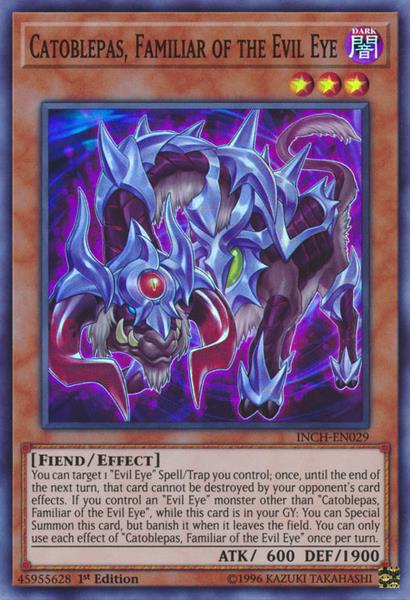 CATOBLEPAS, FAMILIAR OF THE EVIL EYE
DARK
闇
INCH-EN029
[FIEND/EFFECT]
You can target 1 "Evil Eye" Spell/Trap you control; once, until the end of
the next turn, that card cannot be destroyed by your opponent's card
effects. If you control an "Evil Eye" monster other than "Catoblepas,
Familiar of the Evil Eye", while this card is in your GY: You can Special
Summon this card, but banish it when it leaves the field. You can only
use each effect of "Catoblepas, Familiar of the Evil Eye" once per turn.
ATK/ 600 DEF/1900
45955628 1st Edition ©1996 KAZUKI TAKAHASHI